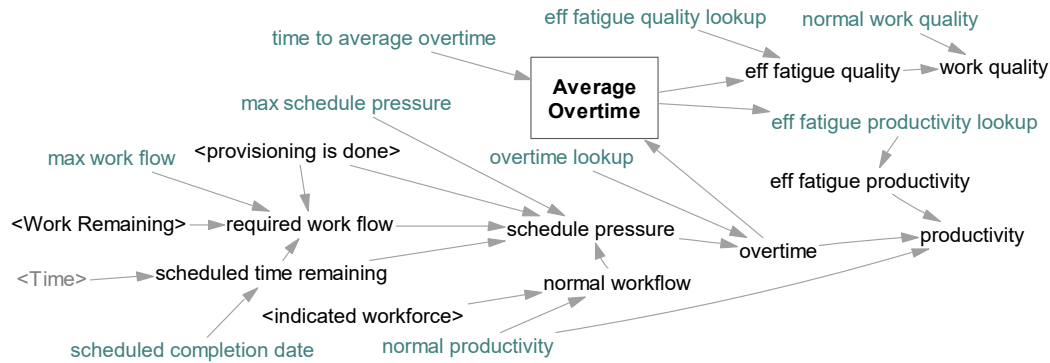 eff fatigue quality lookup
normal work quality
time to average overtime
eff fatigue quality
work quality
Average
Overtime
max schedule pressure
eff fatigue productivity lookup
<provisioning is done>
max work flow
overtime lookup
eff fatigue productivity
<Work Remaining>
required work flow
schedule pressure
productivity
overtime
<Time>
scheduled time remaining
normal workflow
<indicated workforce>
scheduled completion date
normal productivity